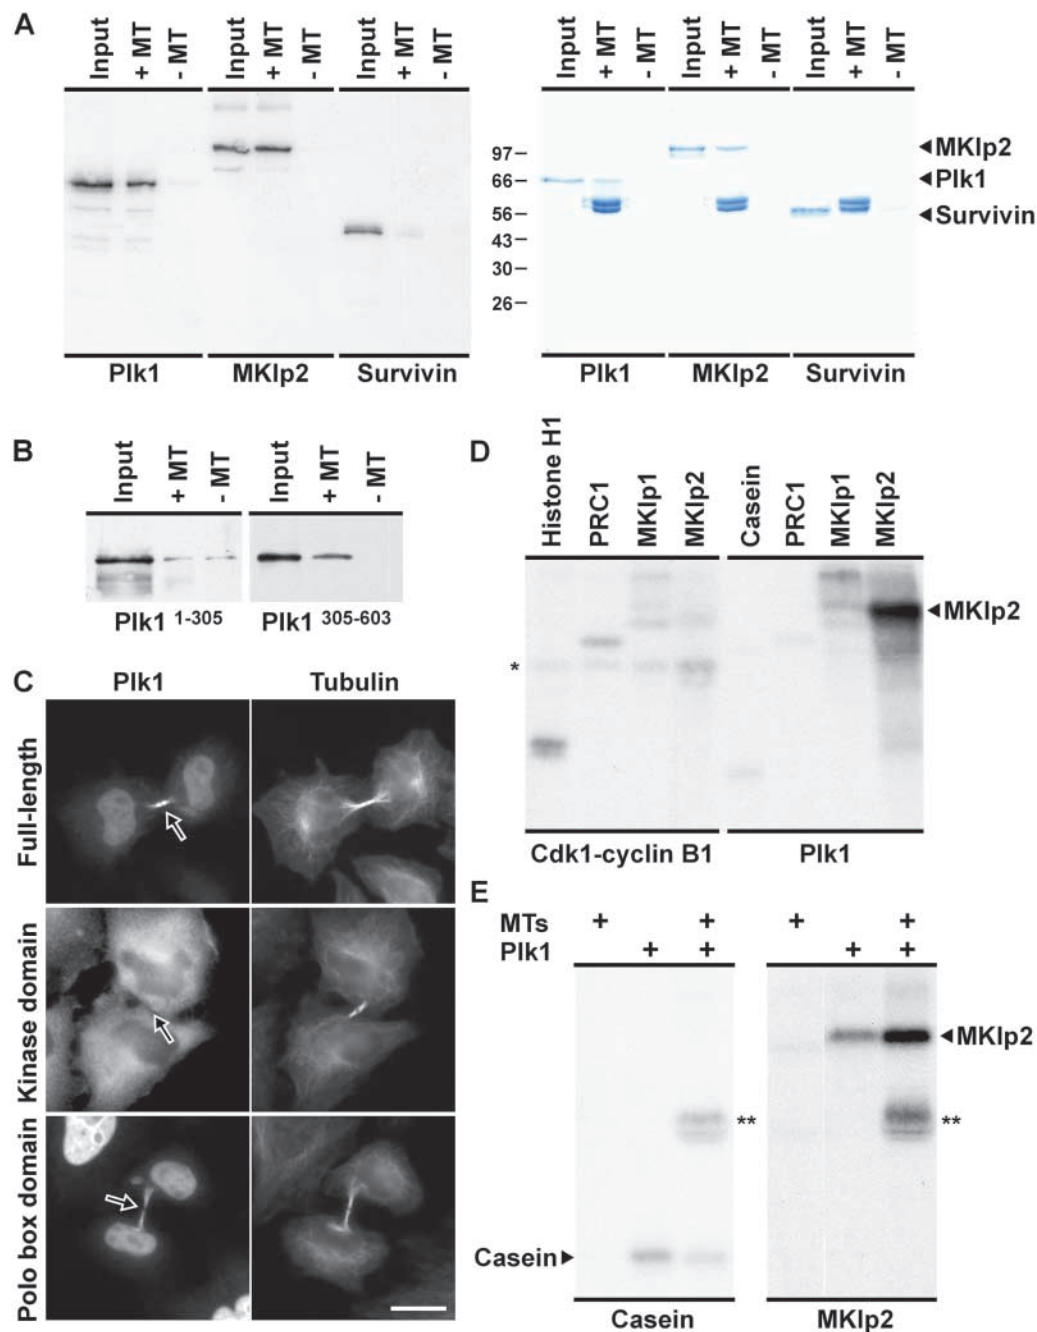 A
Input
+ MT
- MT
Input
+ MT
- MT
Input
+ MT
- MT
Plk1
MKlp2
Survivin
Input
+ MT
- MT
Input
+ MT
- MT
Input
+ MT
- MT
97
66
56
43
30
26
MKlp2
Plk1
Survivin
Plk1
MKlp2
Survivin
B
Input
+ MT
- MT
Input
+ MT
- MT
Plk1 1-305
Plk1 305-603
C
Plk1
Tubulin
Full-length
Kinase domain
Polo box domain
D
Histone H1
PRC1
MKlp1
MKlp2
Casein
PRC1
MKlp1
MKlp2
*
MKlp2
Cdk1-cyclin B1
Plk1
E
MTs + + + +
Plk1 + + + +
MKlp2
**
**
Casein
Casein
MKlp2